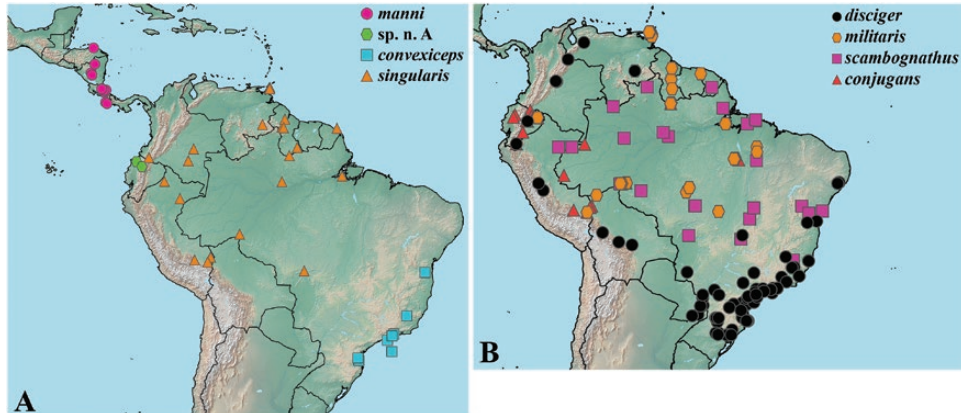 manni
sp. n. A
convexiceps
singularis
A
disciger
militaris
scambognathus
conjugans
B